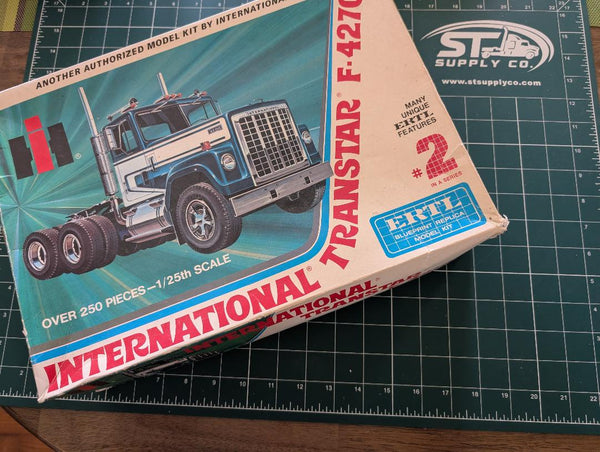 ANOTHER AUTHORIZED MODEL KIT BY INTERNATIONAL
IH
®
OVER 250 PIECES—1/25th SCALE
INTERNATIONAL®
TRANSTAR® F-4270
MANY
UNIQUE
ERTL
FEATURES
#2
IN A SERIES
ERTL
BLUEPRINT REPLICA
MODEL KIT
INTERNATIONAL®
TRANSTAR
ST
SUPPLY CO.
www.stsupplyco.com